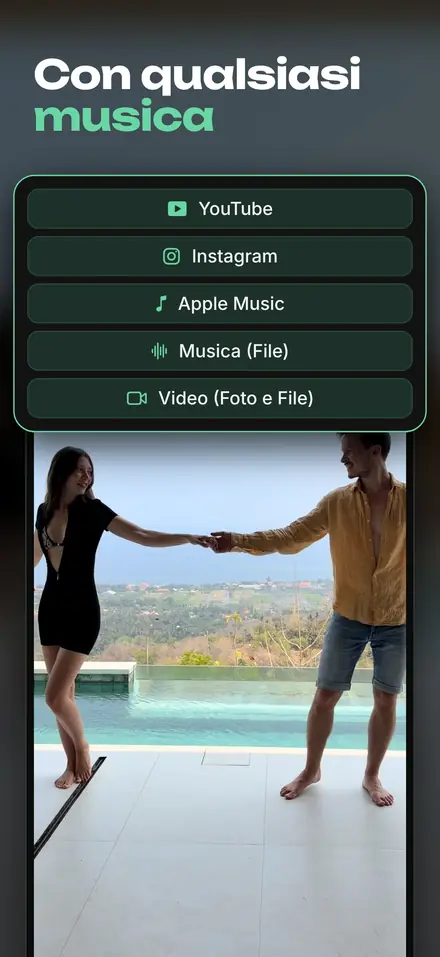 Con qualsiasi
musica
YouTube
Instagram
Apple Music
Musica (File)
Video (Foto e File)